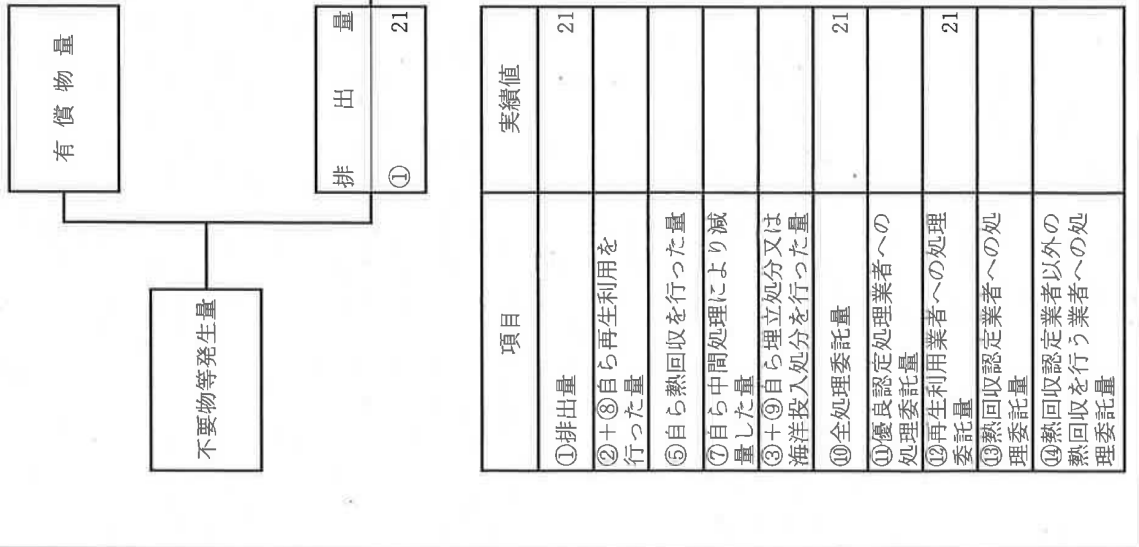 有償物量
不要物等発生量
排出量
① 21
項目 実績値
①排出量 21
②＋⑧自ら再生利用を
行った量
⑤自ら熱回収を行った量
⑦自ら中間処理により減
量した量
③＋⑨自ら埋立処分又は
海洋投入処分を行った量
⑩全処理委託量 21
⑪優良認定処理業者への
処理委託量
⑫再生利用業者への処理
委託量 21
⑬熱回収認定業者への処
理委託量
⑭熱回収認定業者以外の
熱回収を行う業者への処
理委託量